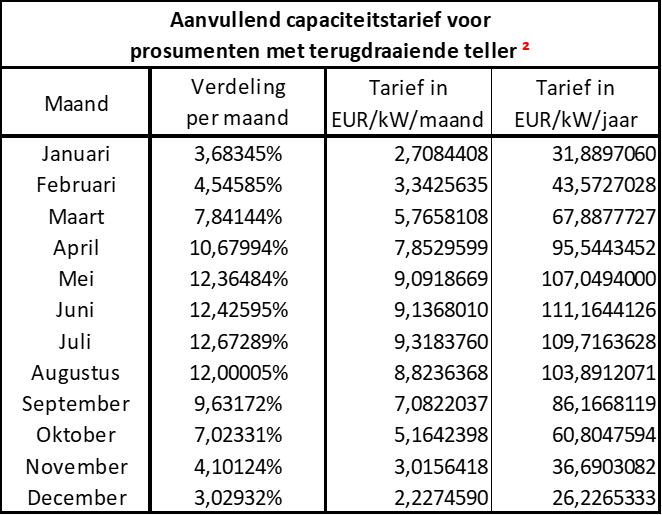 Aanvullend capaciteitstarief voor
prosumenten met terugdraaiende teller ²
Maand Verdeling per maand Tarief in EUR/kW/maand Tarief in EUR/kW/jaar
Januari 3,68345% 2,7084408 31,8897060
Februari 4,54585% 3,3425635 43,5727028
Maart 7,84144% 5,7658108 67,8877727
April 10,67994% 7,8529599 95,5443452
Mei 12,36484% 9,0918669 107,0494000
Juni 12,42595% 9,1368010 111,1644126
Juli 12,67289% 9,3183760 109,7163628
Augustus 12,00005% 8,8236368 103,8912071
September 9,63172% 7,0822037 86,1668119
Oktober 7,02331% 5,1642398 60,8047594
November 4,10124% 3,0156418 36,6903082
December 3,02932% 2,2274590 26,2265333